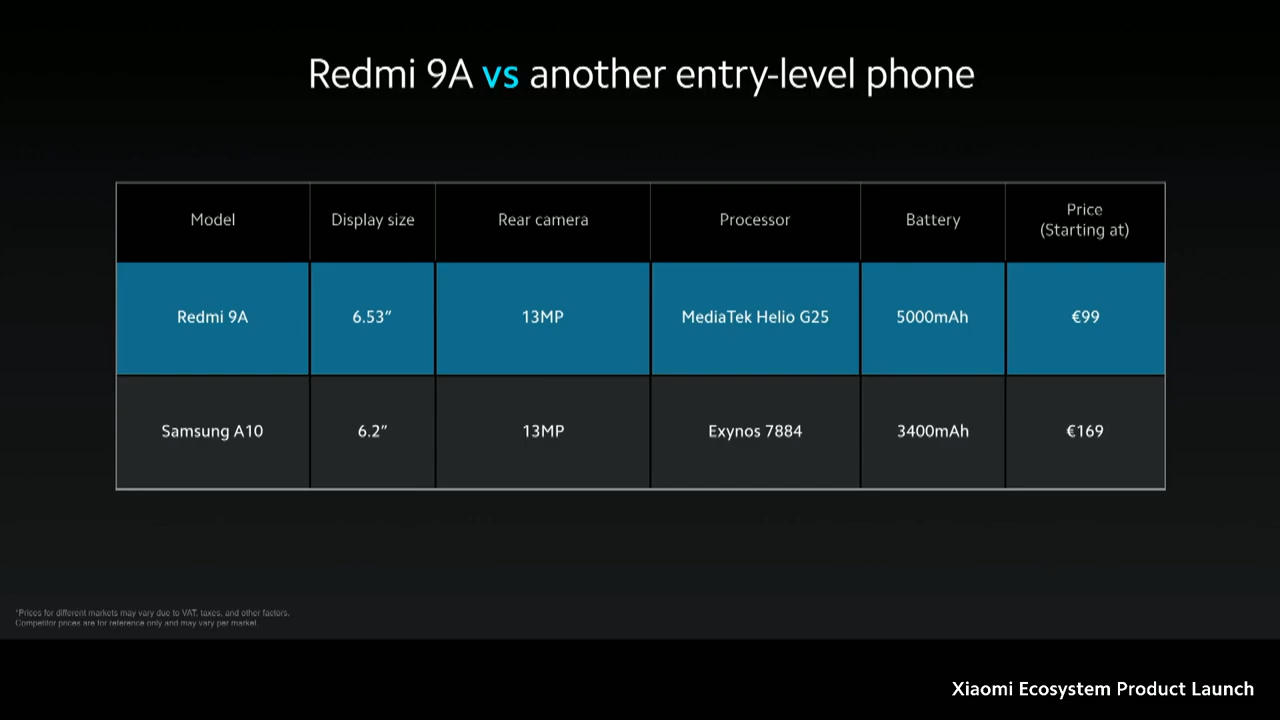 Redmi 9A vs another entry-level phone
Model Display size Rear camera Processor Battery Price
(Starting at)
Redmi 9A 6.53″ 13MP MediaTek Helio G25 5000mAh €99
Samsung A10 6.2″ 13MP Exynos 7884 3400mAh €169
*Prices for different markets may vary due to VAT, taxes, and other factors.
Competitor prices are for reference only and may vary per market.
Xiaomi Ecosystem Product Launch